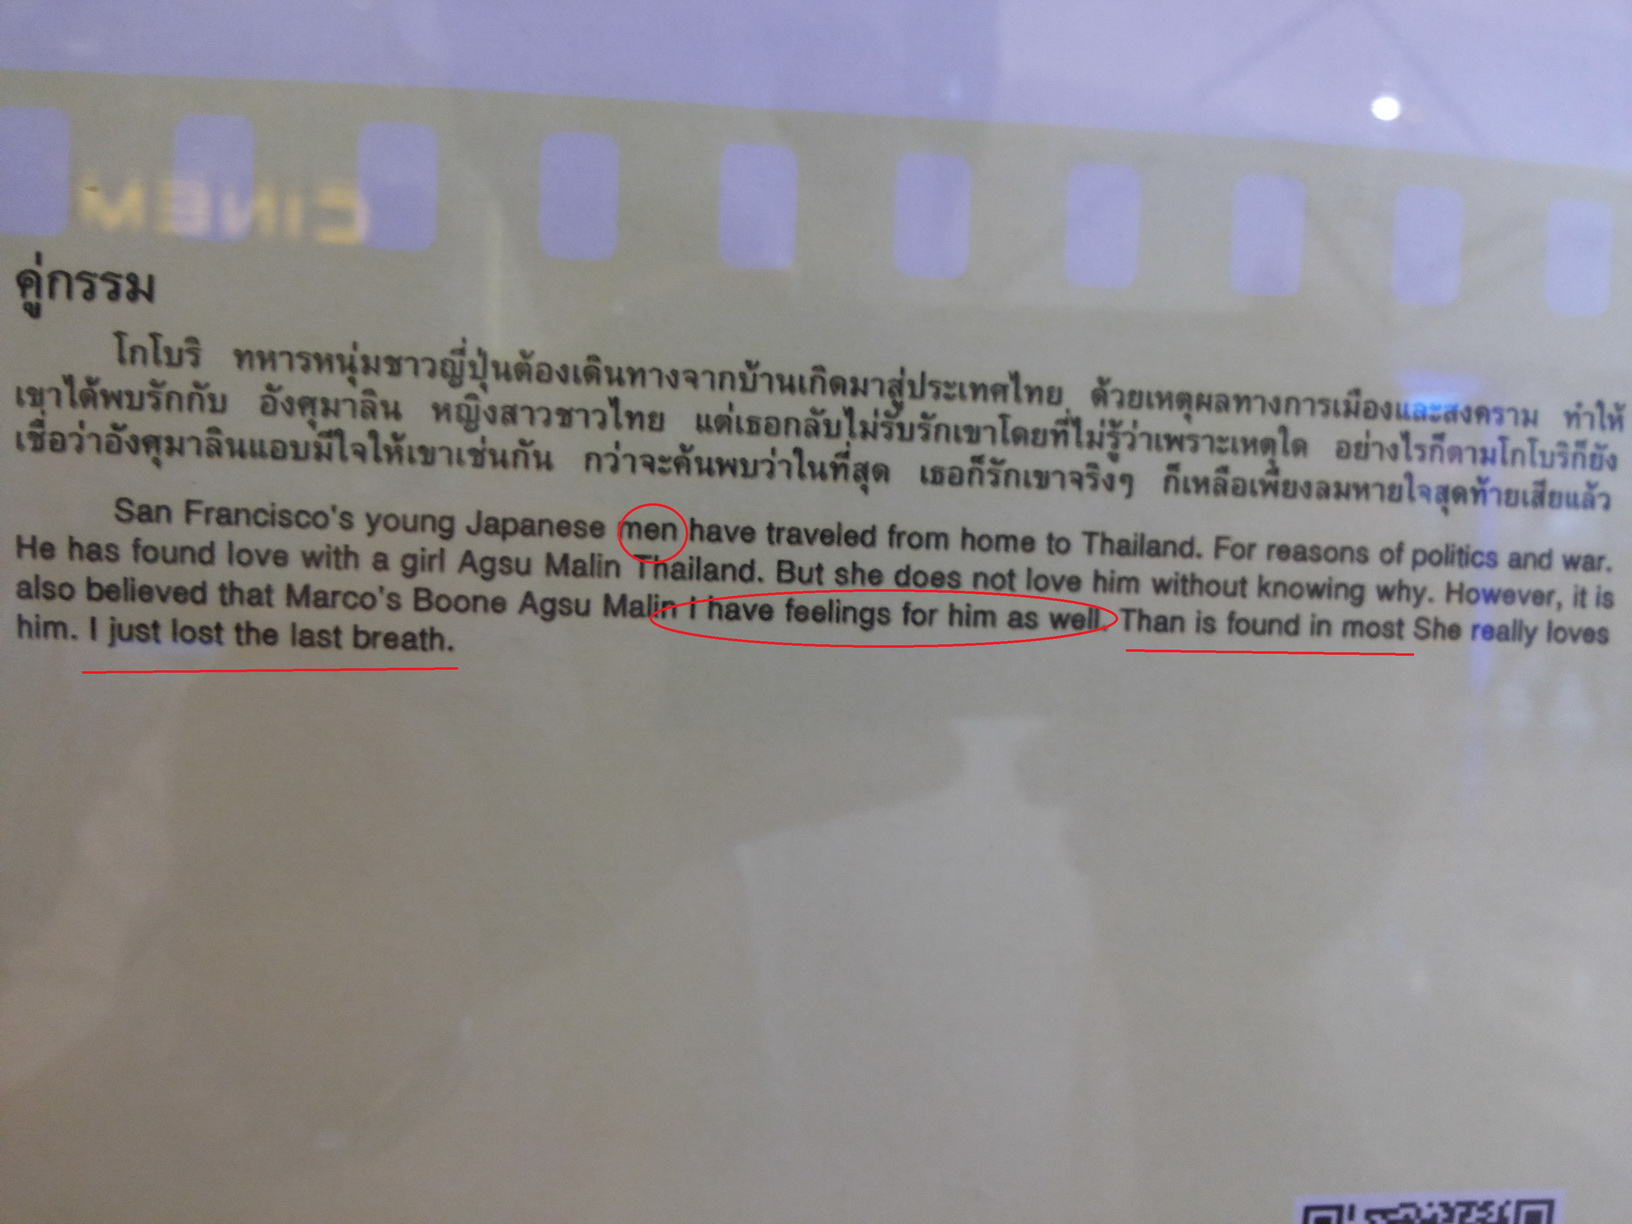 CINEM
คู่กรรม
โกโบริ ทหารหนุ่มชาวญี่ปุ่นต้องเดินทางจากบ้านเกิดมาสู่ประเทศไทย ด้วยเหตุผลทางการเมืองและสงคราม ทำให้
เขาได้พบรักกับ อังศุมาลิน หญิงสาวชาวไทย แต่เธอกลับไม่รับรักเขาโดยที่ไม่รู้ว่าเพราะเหตุใด อย่างไรก็ตามโกโบริก็ยัง
เชื่อว่าอังศุมาลินแอบมีใจให้เขาเช่นกัน กว่าจะค้นพบว่าในที่สุด เธอก็รักเขาจริงๆ ก็เหลือเพียงลมหายใจสุดท้ายเสียแล้ว
San Francisco's young Japanese men have traveled from home to Thailand. For reasons of politics and war.
He has found love with a girl Agsu Malin Thailand. But she does not love him without knowing why. However, it is
also believed that Marco's Boone Agsu Malin I have feelings for him as well. Than is found in most She really loves
him. I just lost the last breath.